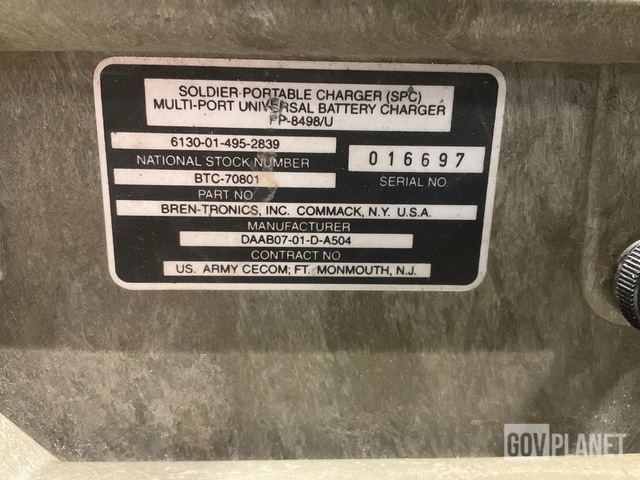 SOLDIER PORTABLE CHARGER (SPC)
MULTI-PORT UNIVERSAL BATTERY CHARGER
PP-8498/U
6130-01-495-2839
NATIONAL STOCK NUMBER
016697
BTC-70801
SERIAL NO.
PART NO
BREN-TRONICS, INC. COMMACK, N.Y. U.S.A.
MANUFACTURER
DAAB07-01-D-A504
CONTRACT NO
US. ARMY CECOM; FT. MONMOUTH, N.J.
GOVPLANET